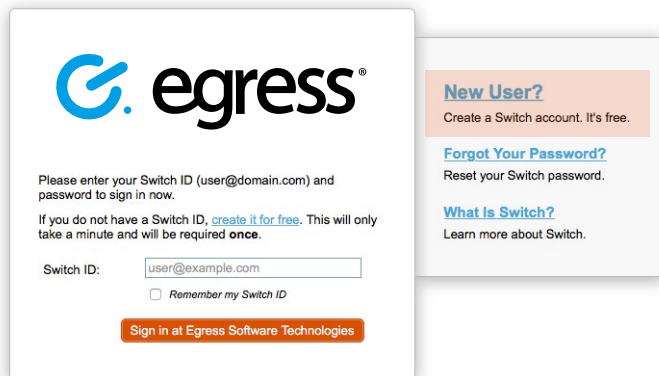 egress®
Please enter your Switch ID (user@domain.com) and
password to sign in now.
If you do not have a Switch ID, create it for free. This will only
take a minute and will be required once.
Switch ID:
user@example.com
Remember my Switch ID
Sign in at Egress Software Technologies
New User?
Create a Switch account. It's free.
Forgot Your Password?
Reset your Switch password.
What Is Switch?
Learn more about Switch.